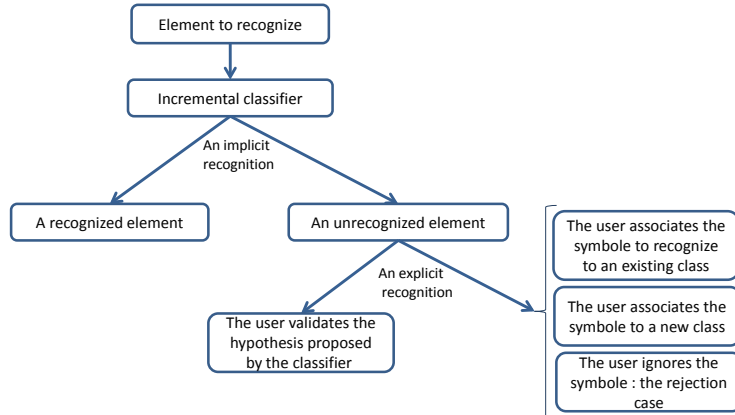 Element to recognize
Incremental classifier
An implicit
recognition
A recognized element
An unrecognized element
An explicit
recognition
The user validates the
hypothesis proposed
by the classifier
The user associates the
symbole to recognize
to an existing class
The user associates the
symbole to a new class
The user ignores the
symbole : the rejection
case